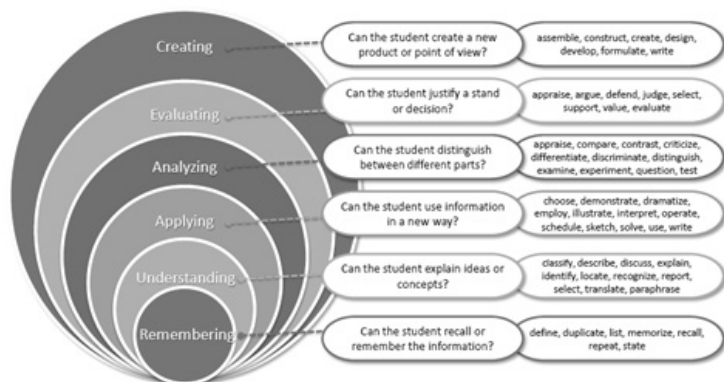 Creating
Can the student create a new
product or point of view?
assemble, construct, create, design,
develop, formulate, write
Evaluating
Can the student justify a stand
or decision?
appraise, argue, defend, judge, select,
support, value, evaluate
Analyzing
Can the student distinguish
between different parts?
appraise, compare, contrast, criticize,
differentiate, discriminate, distinguish,
examine, experiment, question, test
Applying
Can the student use information
in a new way?
choose, demonstrate, dramatize,
employ, illustrate, interpret, operate,
schedule, sketch, solve, use, write
Understanding
Can the student explain ideas or
concepts?
classify, describe, discuss, explain,
identify, locate, recognize, report,
select, translate, paraphrase
Remembering
Can the student recall or
remember the information?
define, duplicate, list, memorize, recall,
repeat, state